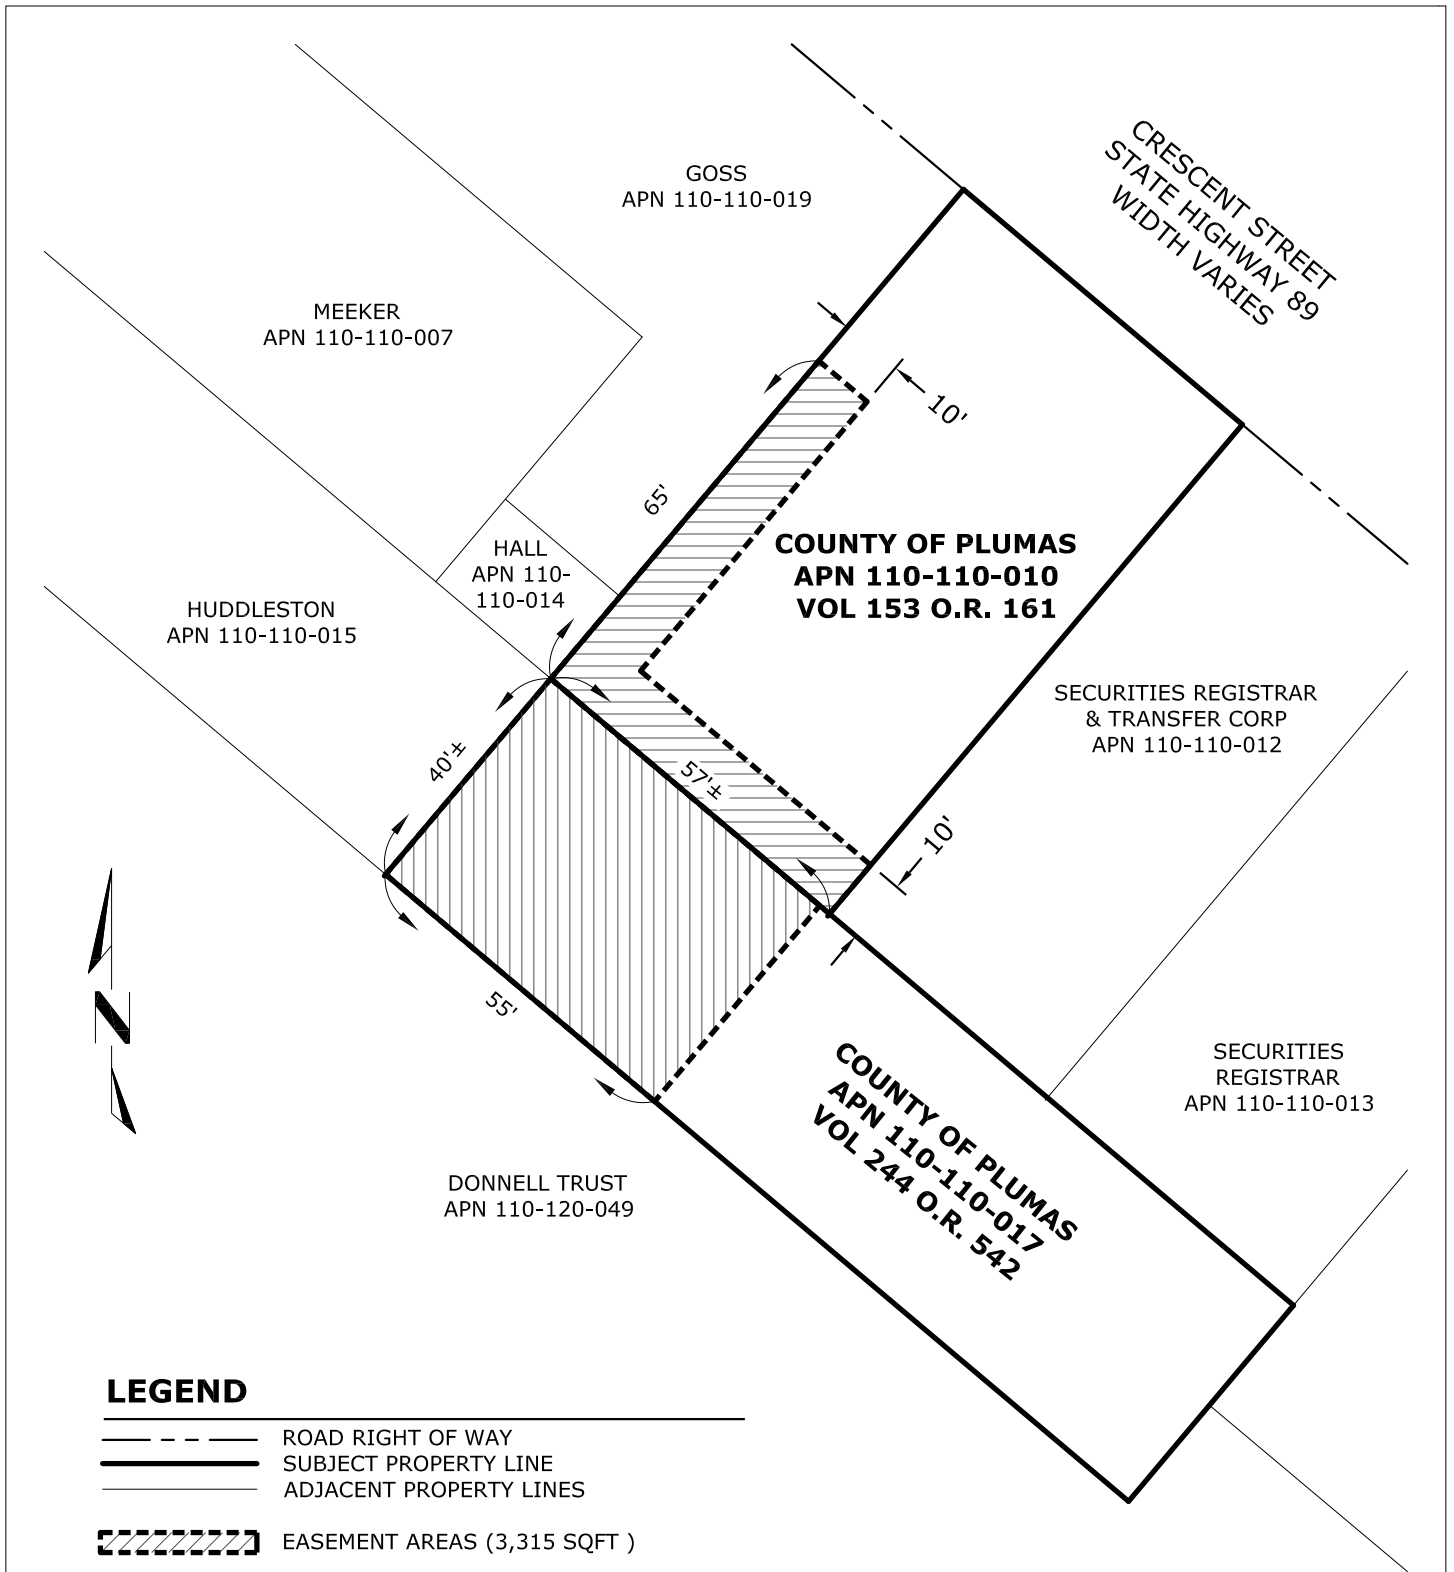 CRESCENT STREET
STATE HIGHWAY 89
WIDTH VARIES
GOSS
APN 110-110-019
MEEKER
APN 110-110-007
10'
65'
HALL
APN 110-
110-014
COUNTY OF PLUMAS
APN 110-110-010
VOL 153 O.R. 161
HUDDLESTON
APN 110-110-015
SECURITIES REGISTRAR
& TRANSFER CORP
APN 110-110-012
40'±
57'±
10'
55'
N
SECURITIES
REGISTRAR
APN 110-110-013
COUNTY OF PLUMAS
APN 110-110-017
VOL 244 O.R. 542
DONNELL TRUST
APN 110-120-049
LEGEND
ROAD RIGHT OF WAY
SUBJECT PROPERTY LINE
ADJACENT PROPERTY LINES
EASEMENT AREAS (3,315 SQFT )